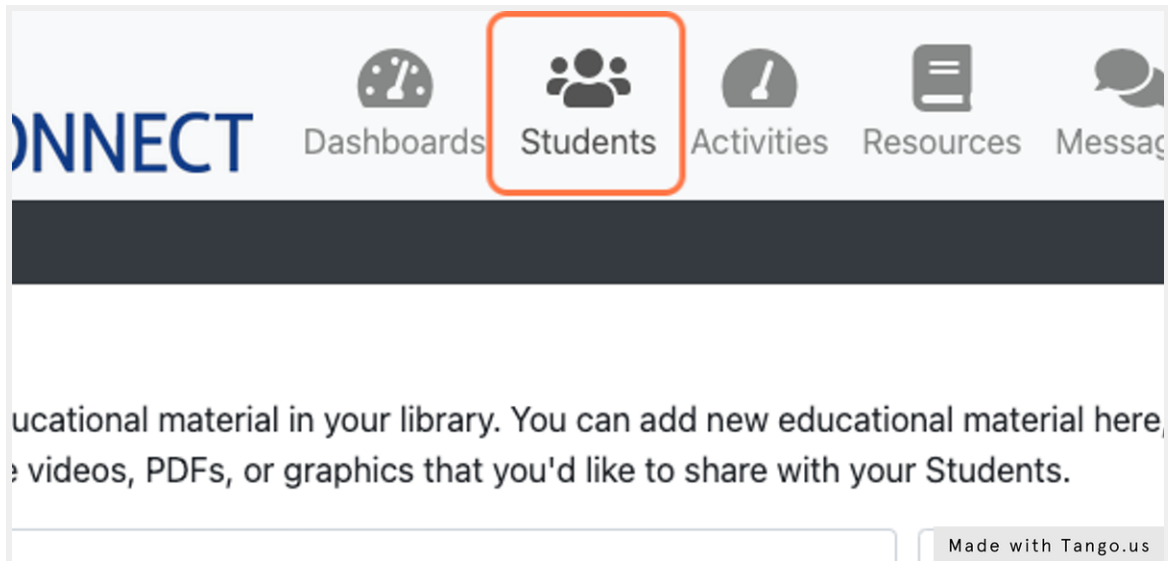 ONNECT
Dashboards Students Activities Resources Messag
ucational material in your library. You can add new educational material here,
videos, PDFs, or graphics that you'd like to share with your Students.
Made with Tango.us